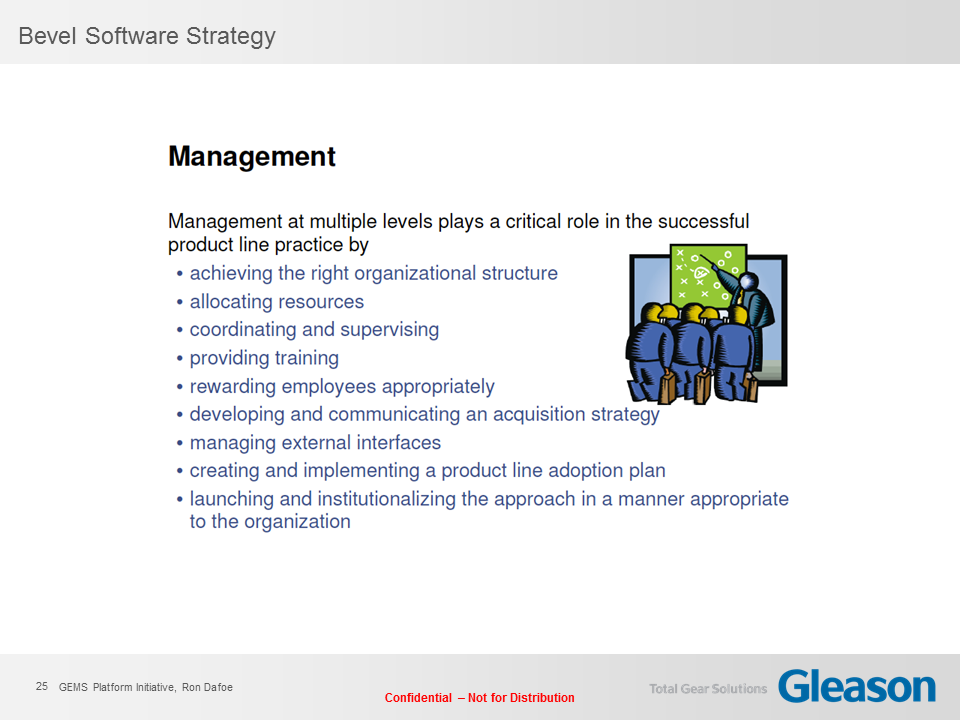 Bevel Software Strategy
Management
Management at multiple levels plays a critical role in the successful
product line practice by
• achieving the right organizational structure
• allocating resources
• coordinating and supervising
• providing training
• rewarding employees appropriately
• developing and communicating an acquisition strategy
• managing external interfaces
• creating and implementing a product line adoption plan
• launching and institutionalizing the approach in a manner appropriate
to the organization
25 GEMS Platform Initiative, Ron Dafoe
Confidential – Not for Distribution
Total Gear Solutions Gleason